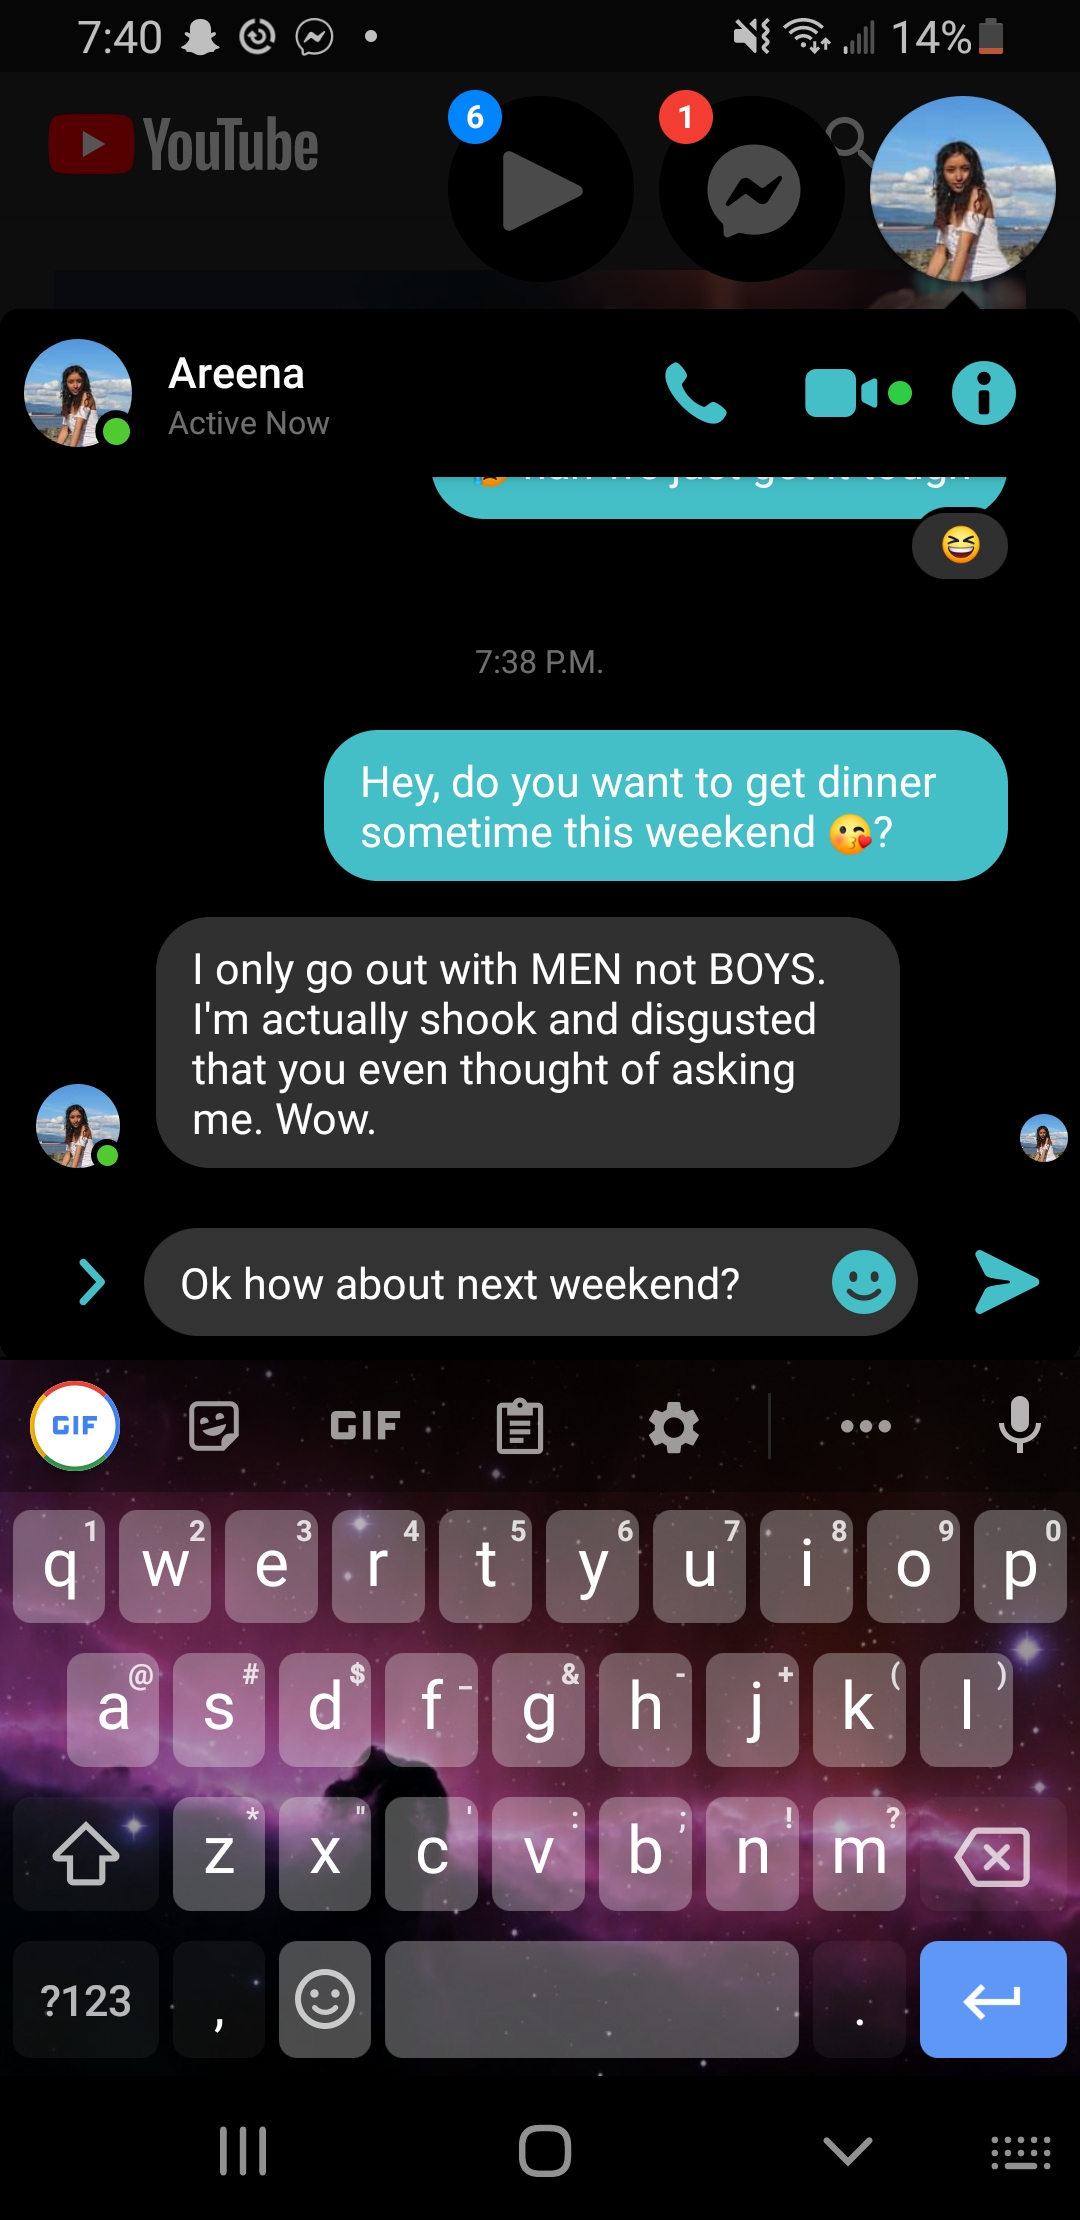 7:40
14%
YouTube
6
1
Areena
Active Now
7:38 P.M.
Hey, do you want to get dinner
sometime this weekend 😘?
I only go out with MEN not BOYS.
I'm actually shook and disgusted
that you even thought of asking
me. Wow.
Ok how about next weekend?
GIF
GIF
1 2 3 4 5 6 7 8 9 0
q w e r t y u i o p
@ # $ _ & - + ( )
a s d f g h j k l
* " ' : ; ! ?
z x c v b n m
?123 , .